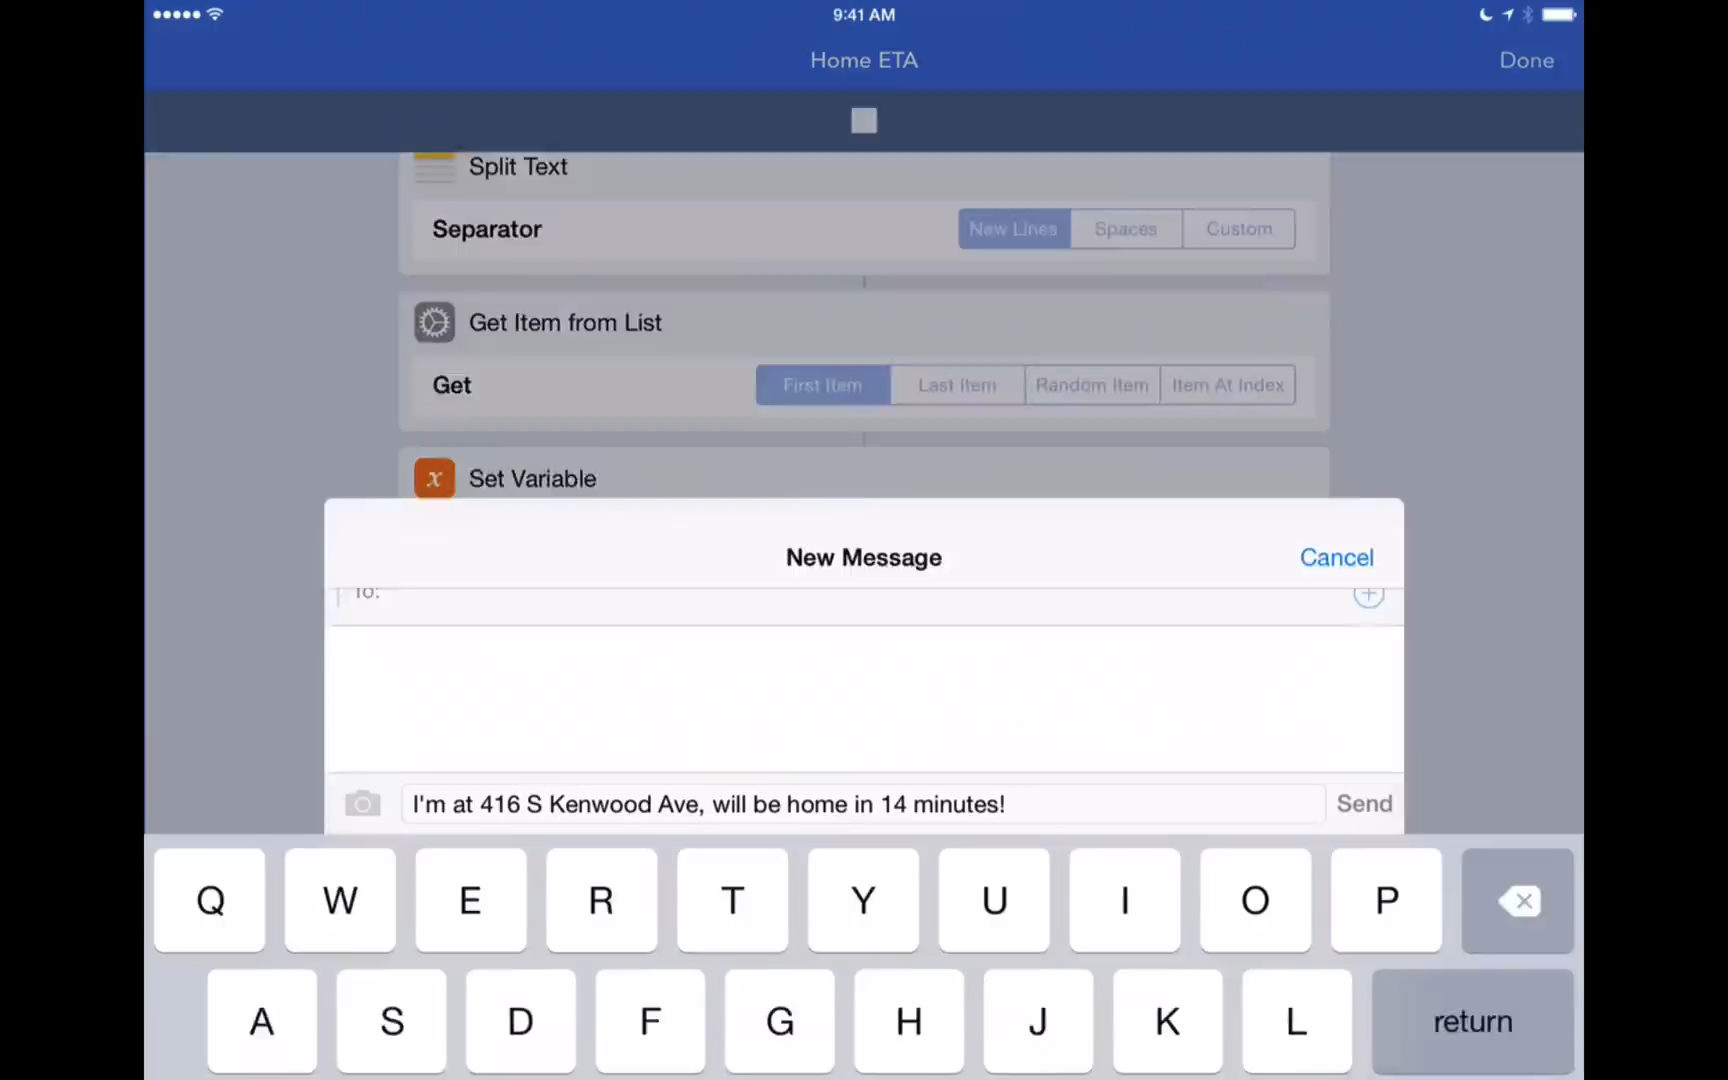 9:41 AM
Home ETA
Done
Split Text
Separator
New Lines
Spaces
Custom
Get Item from List
Get
First Item
Last Item
Random Item
Item At Index
x
Set Variable
New Message
Cancel
To:
I'm at 416 S Kenwood Ave, will be home in 14 minutes!
Send
Q W E R T Y U I O P
A S D F G H J K L return